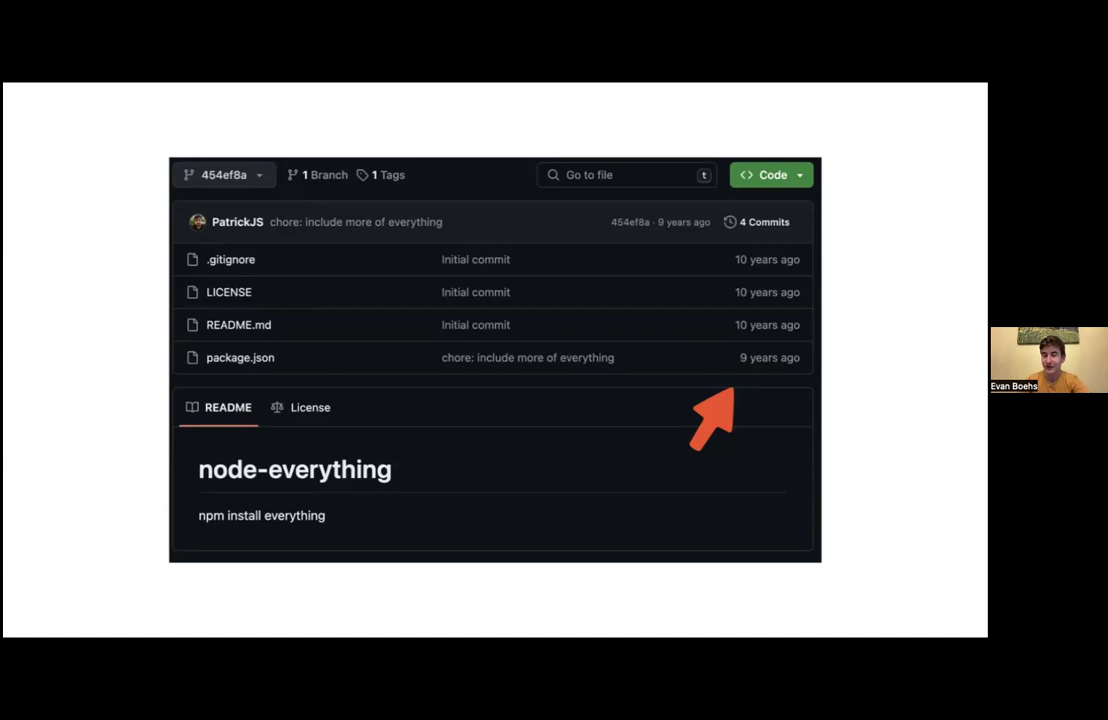 454ef8a 1 Branch 1 Tags Go to file t Code
PatrickJS chore: include more of everything 454ef8a · 9 years ago 4 Commits
.gitignore Initial commit 10 years ago
LICENSE Initial commit 10 years ago
README.md Initial commit 10 years ago
package.json chore: include more of everything 9 years ago
Evan Boehs
README License
node-everything
npm install everything